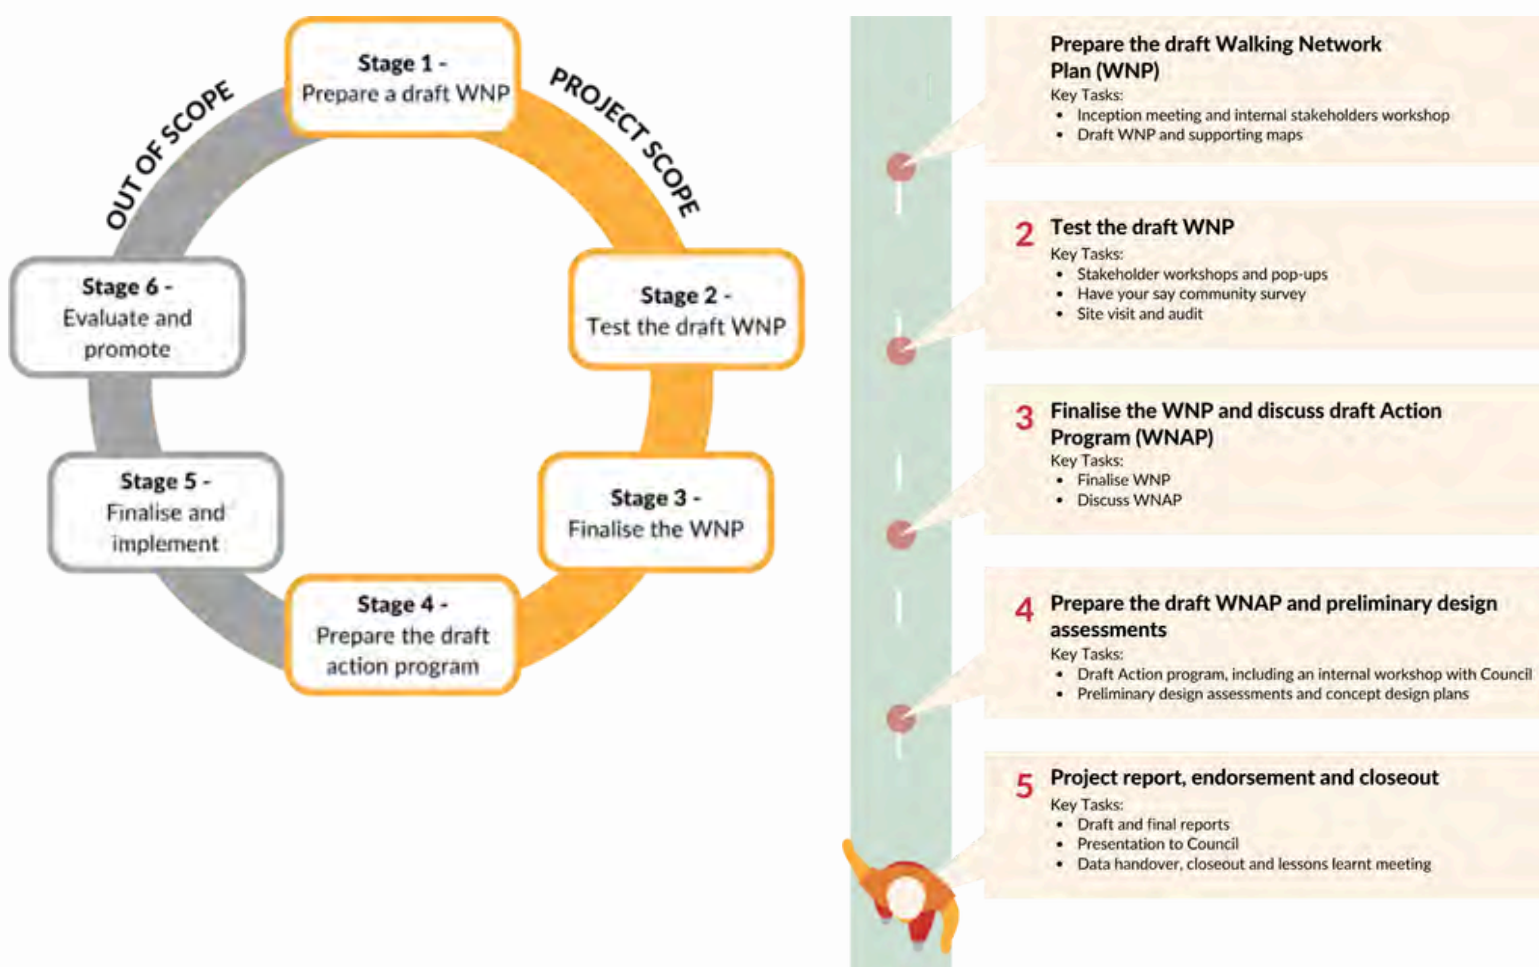 OUT OF SCOPE
PROJECT SCOPE
Stage 1 -
Prepare a draft WNP
Stage 2 -
Test the draft WNP
Stage 3 -
Finalise the WNP
Stage 4 -
Prepare the draft
action program
Stage 5 -
Finalise and
implement
Stage 6 -
Evaluate and
promote
Prepare the draft Walking Network
Plan (WNP)
Key Tasks:
• Inception meeting and internal stakeholders workshop
• Draft WNP and supporting maps
2 Test the draft WNP
Key Tasks:
• Stakeholder workshops and pop-ups
• Have your say community survey
• Site visit and audit
3 Finalise the WNP and discuss draft Action
Program (WNAP)
Key Tasks:
• Finalise WNP
• Discuss WNAP
4 Prepare the draft WNAP and preliminary design
assessments
Key Tasks:
• Draft Action program, including an internal workshop with Council
• Preliminary design assessments and concept design plans
5 Project report, endorsement and closeout
Key Tasks:
• Draft and final reports
• Presentation to Council
• Data handover, closeout and lessons learnt meeting